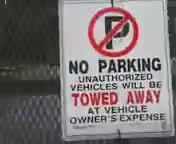 P
NO PARKING
UNAUTHORIZED
VEHICLES WILL BE
TOWED AWAY
AT VEHICLE
OWNER'S EXPENSE